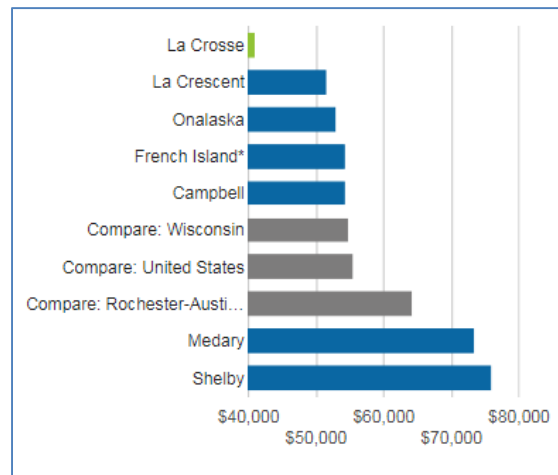 La Crosse
La Crescent
Onalaska
French Island*
Campbell
Compare: Wisconsin
Compare: United States
Compare: Rochester-Austi...
Medary
Shelby
$40,000 $60,000 $80,000
$50,000 $70,000